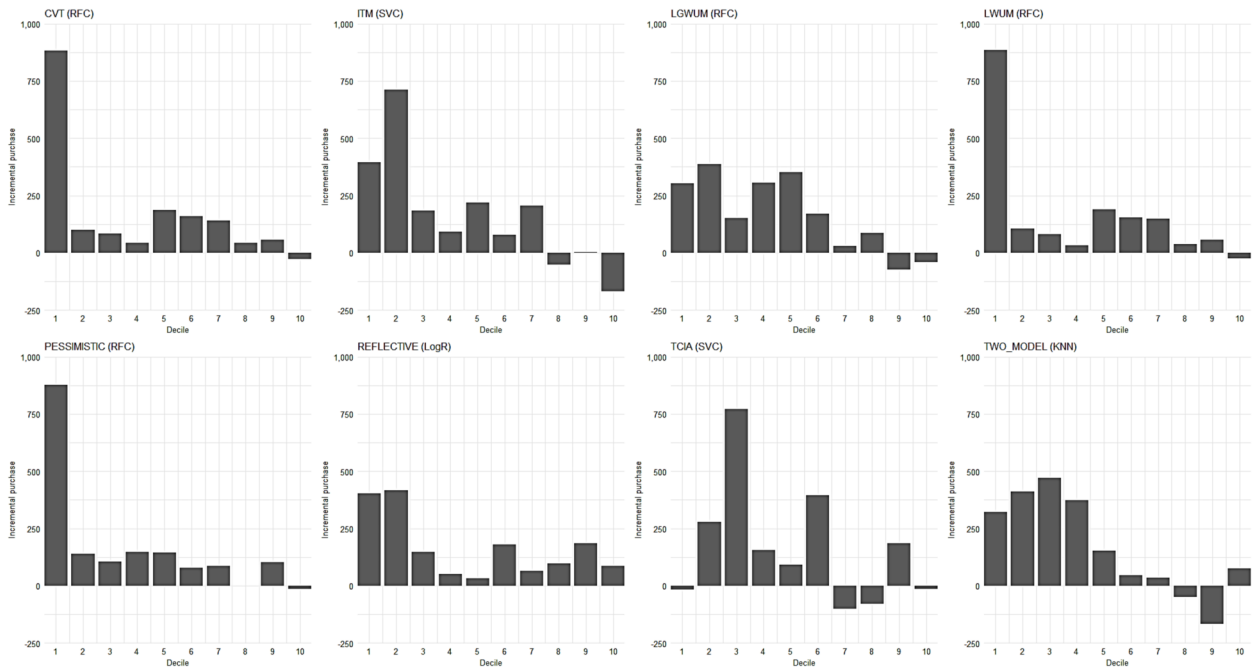 CVT (RFC)
1,000
750
500
250
0
-250
Incremental purchase
1 2 3 4 5 6 7 8 9 10
Decile
ITM (SVC)
1,000
750
500
250
0
-250
Incremental purchase
1 2 3 4 5 6 7 8 9 10
Decile
LGWUM (RFC)
1,000
750
500
250
0
-250
Incremental purchase
1 2 3 4 5 6 7 8 9 10
Decile
LWUM (RFC)
1,000
750
500
250
0
-250
Incremental purchase
1 2 3 4 5 6 7 8 9 10
Decile
PESSIMISTIC (RFC)
1,000
750
500
250
0
-250
Incremental purchase
1 2 3 4 5 6 7 8 9 10
Decile
REFLECTIVE (LogR)
1,000
750
500
250
0
-250
Incremental purchase
1 2 3 4 5 6 7 8 9 10
Decile
TCIA (SVC)
1,000
750
500
250
0
-250
Incremental purchase
1 2 3 4 5 6 7 8 9 10
Decile
TWO_MODEL (KNN)
1,000
750
500
250
0
-250
Incremental purchase
1 2 3 4 5 6 7 8 9 10
Decile